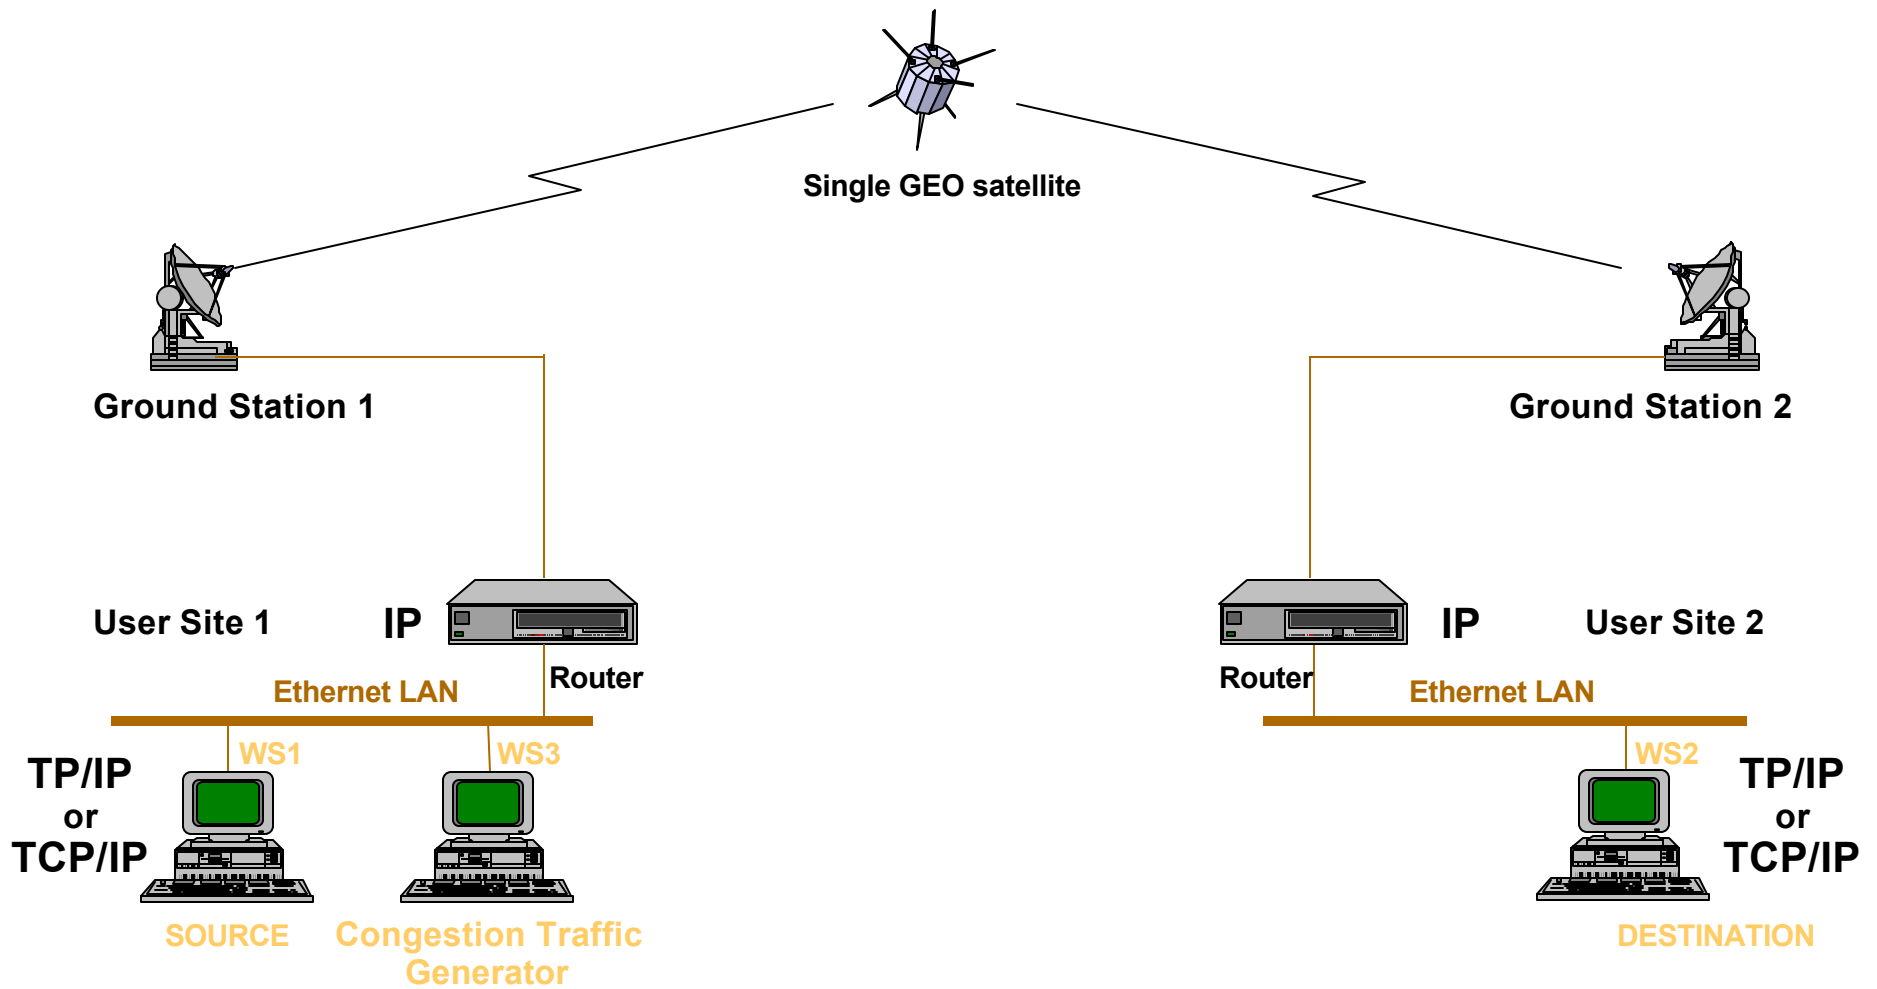 Single GEO satellite
Ground Station 1
Ground Station 2
User Site 1
IP
Router
IP
User Site 2
Router
Ethernet LAN
Ethernet LAN
WS1
WS3
WS2
TP/IP
or
TCP/IP
TP/IP
or
TCP/IP
SOURCE
Congestion Traffic
Generator
DESTINATION